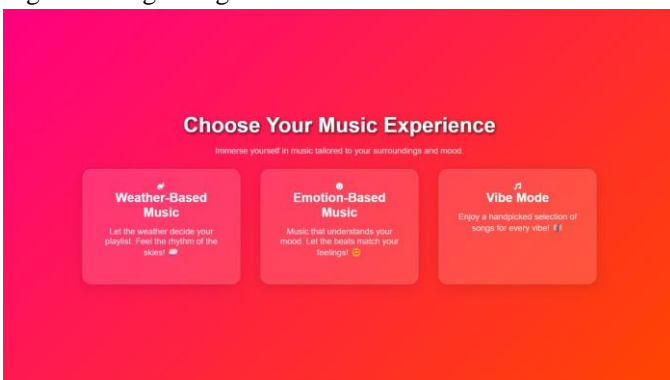 Choose Your Music Experience
Immerse yourself in music tailored to your surroundings and mood.
Weather-Based
Music
Let the weather decide your
playlist. Feel the rhythm of the
skies!
Emotion-Based
Music
Music that understands your
mood. Let the beats match your
feelings! 😊
Vibe Mode
Enjoy a handpicked selection of
songs for every vibe!